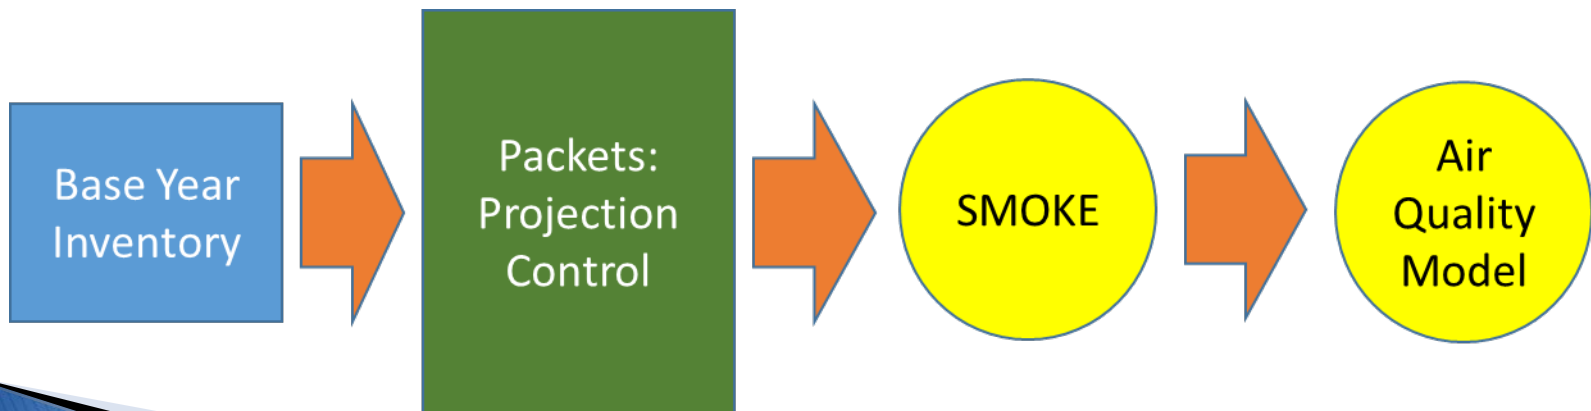 Base Year
Inventory
Packets:
Projection
Control
SMOKE
Air
Quality
Model